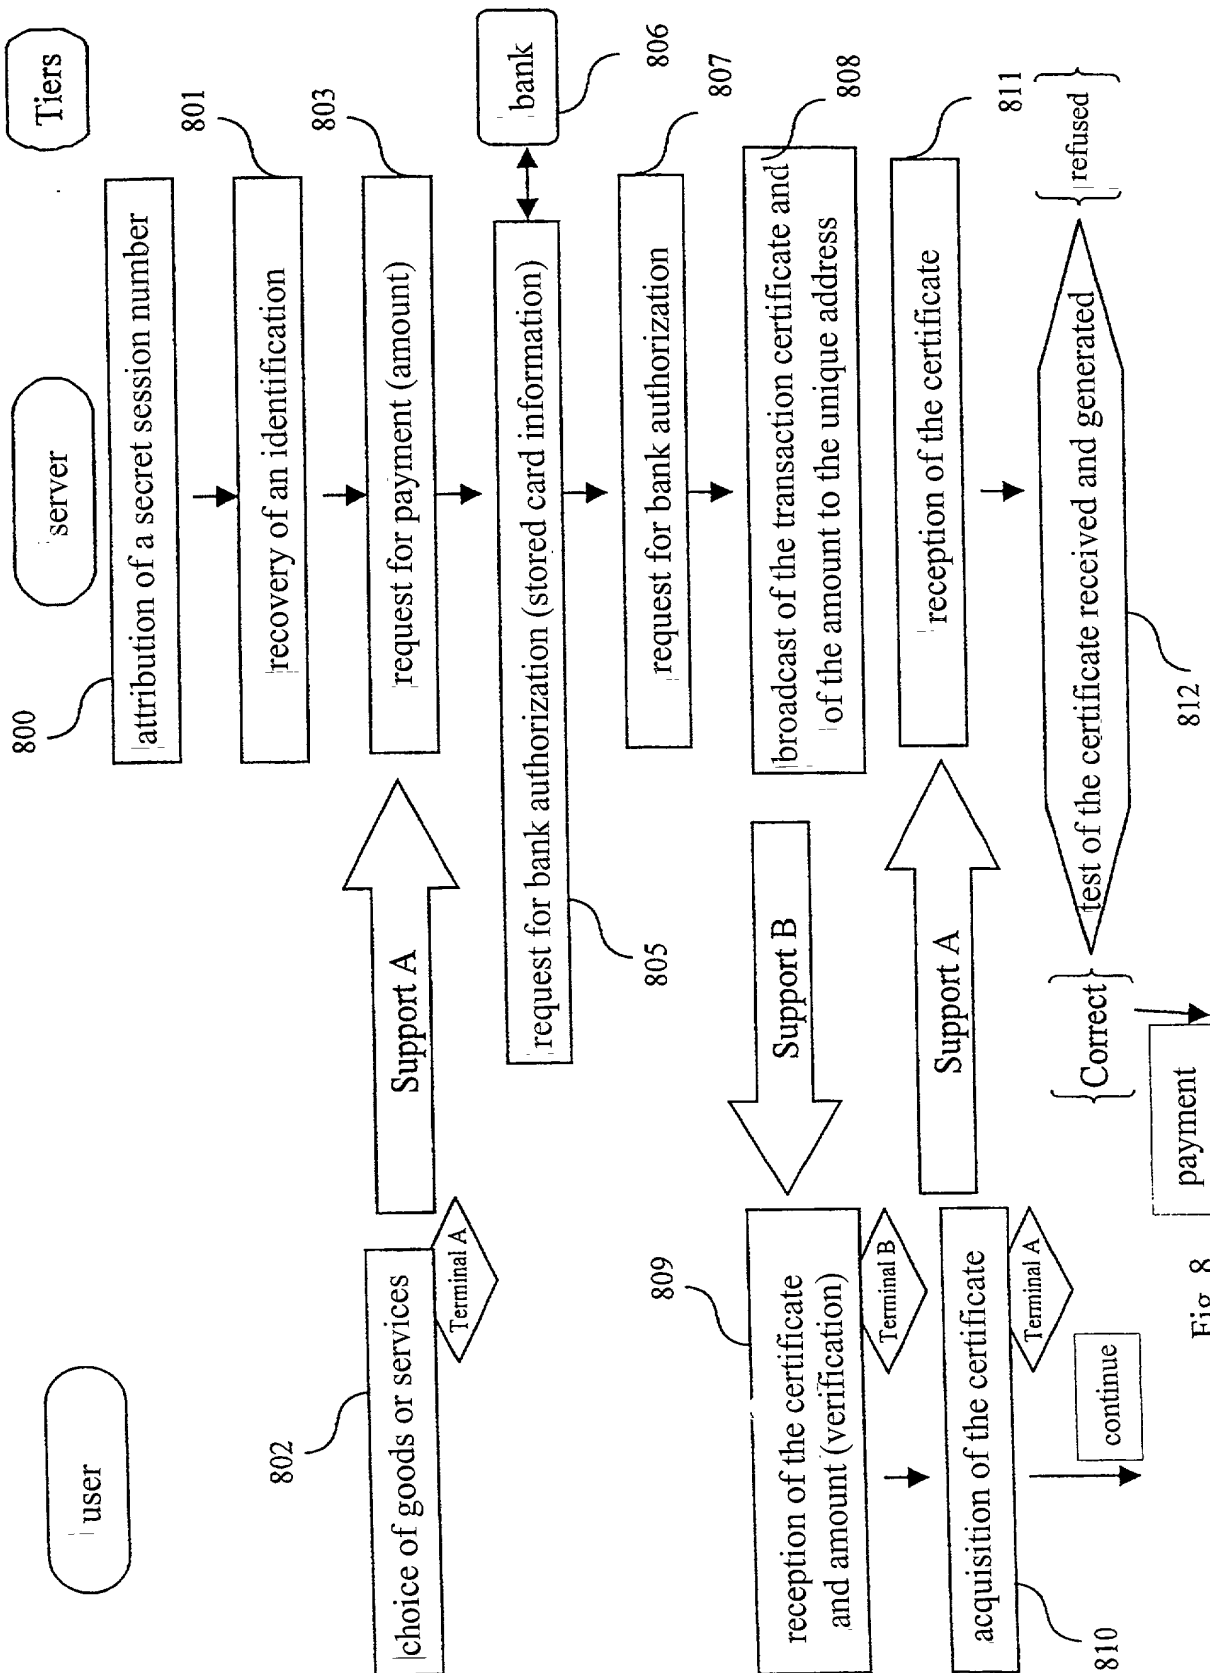 user
server
Tiers
800
attribution of a secret session number
801
recovery of an identification
802
choice of goods or services
Terminal A
Support A
803
request for payment (amount)
805
request for bank authorization (stored card information)
bank
806
807
request for bank authorization
808
broadcast of the transaction certificate and
of the amount to the unique address
Support B
809
reception of the certificate
and amount (verification)
Terminal B
810
acquisition of the certificate
Terminal A
Support A
811
reception of the certificate
812
test of the certificate received and generated
refused
Correct
continue
payment
Fig. 8